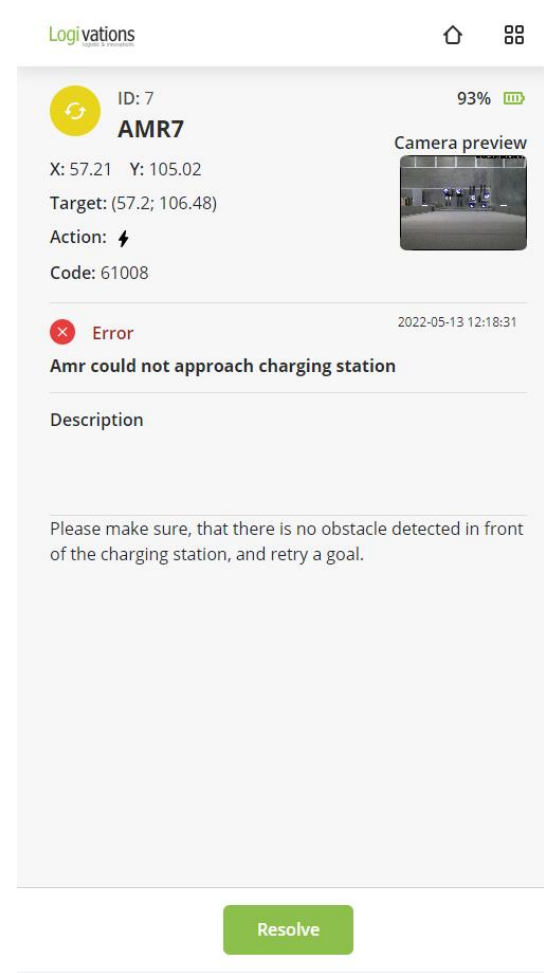 Logivations
ID: 7
93%
AMR7
Camera preview
X: 57.21 Y: 105.02
Target: (57.2; 106.48)
Action:
Code: 61008
Error
2022-05-13 12:18:31
Amr could not approach charging station
Description
Please make sure, that there is no obstacle detected in front
of the charging station, and retry a goal.
Resolve